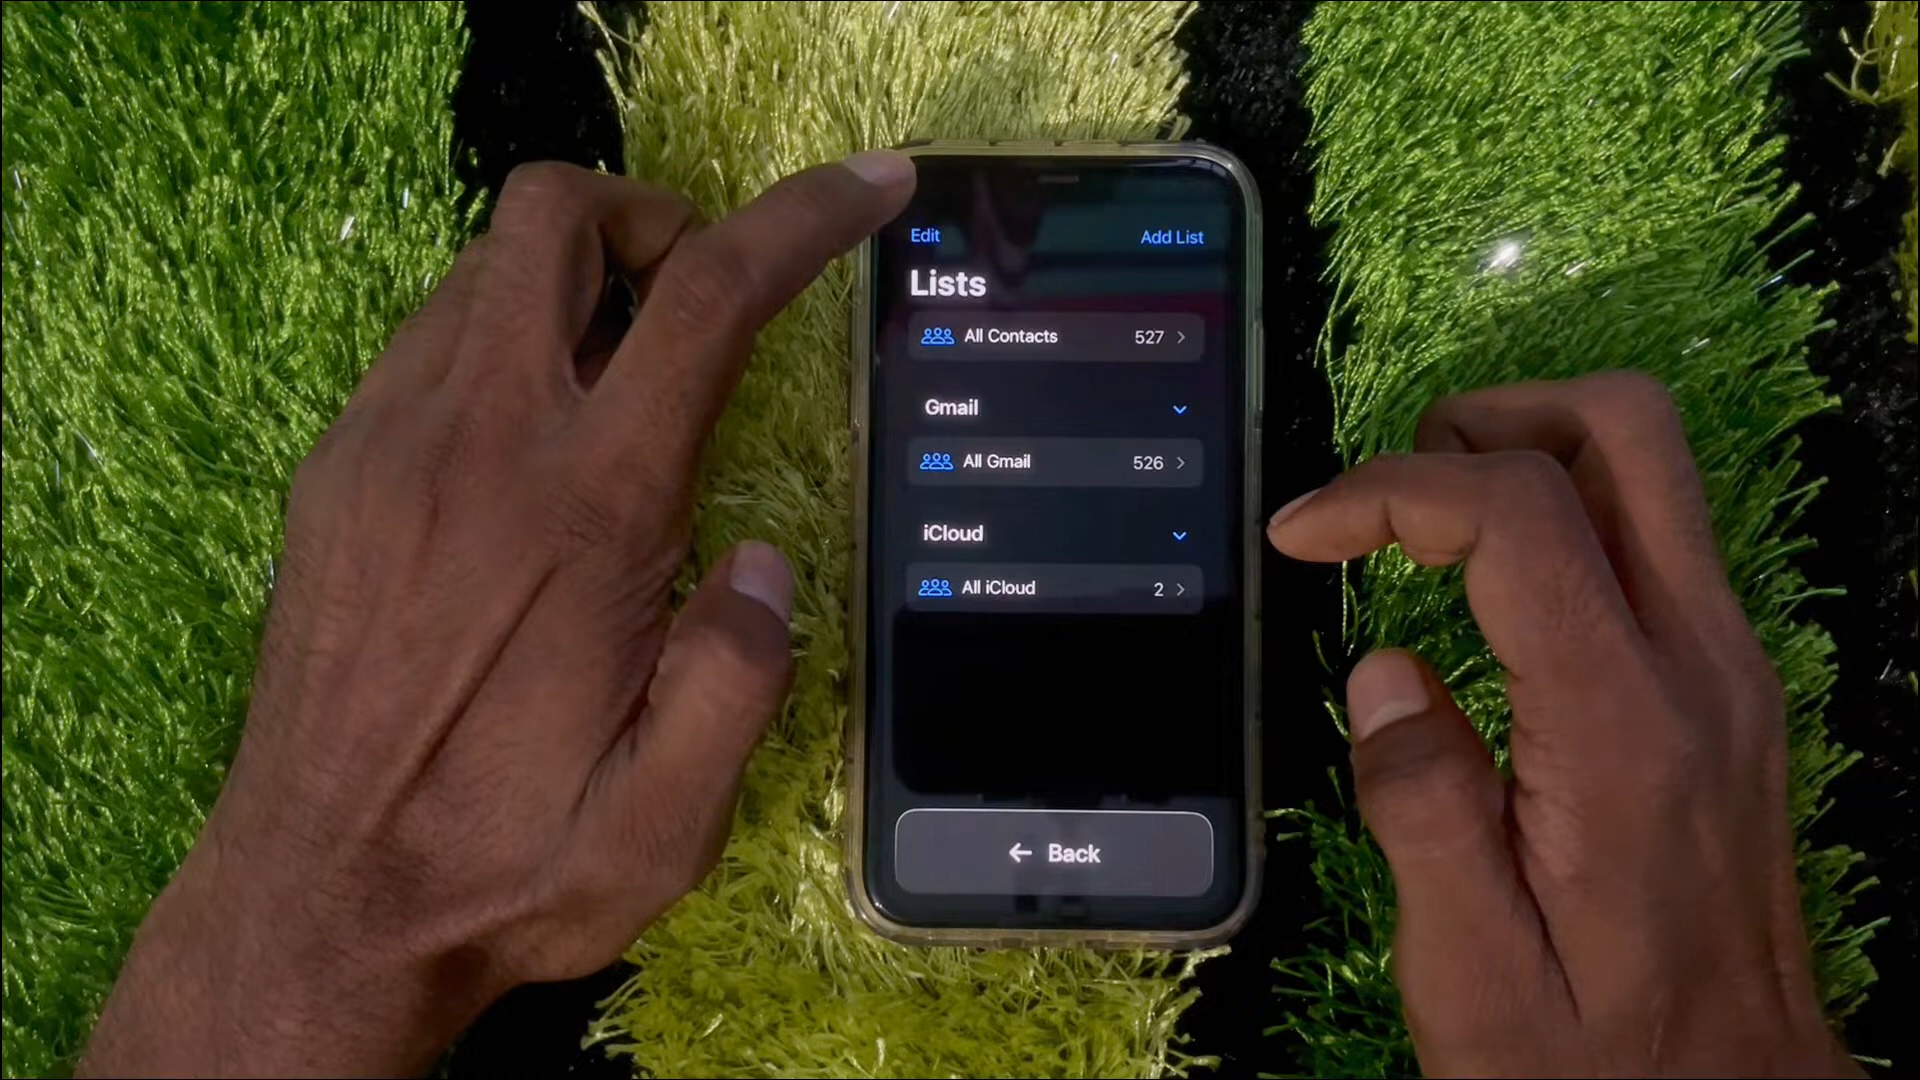 Edit Add List
Lists
All Contacts 527
Gmail
All Gmail 526
iCloud
All iCloud 2
Back